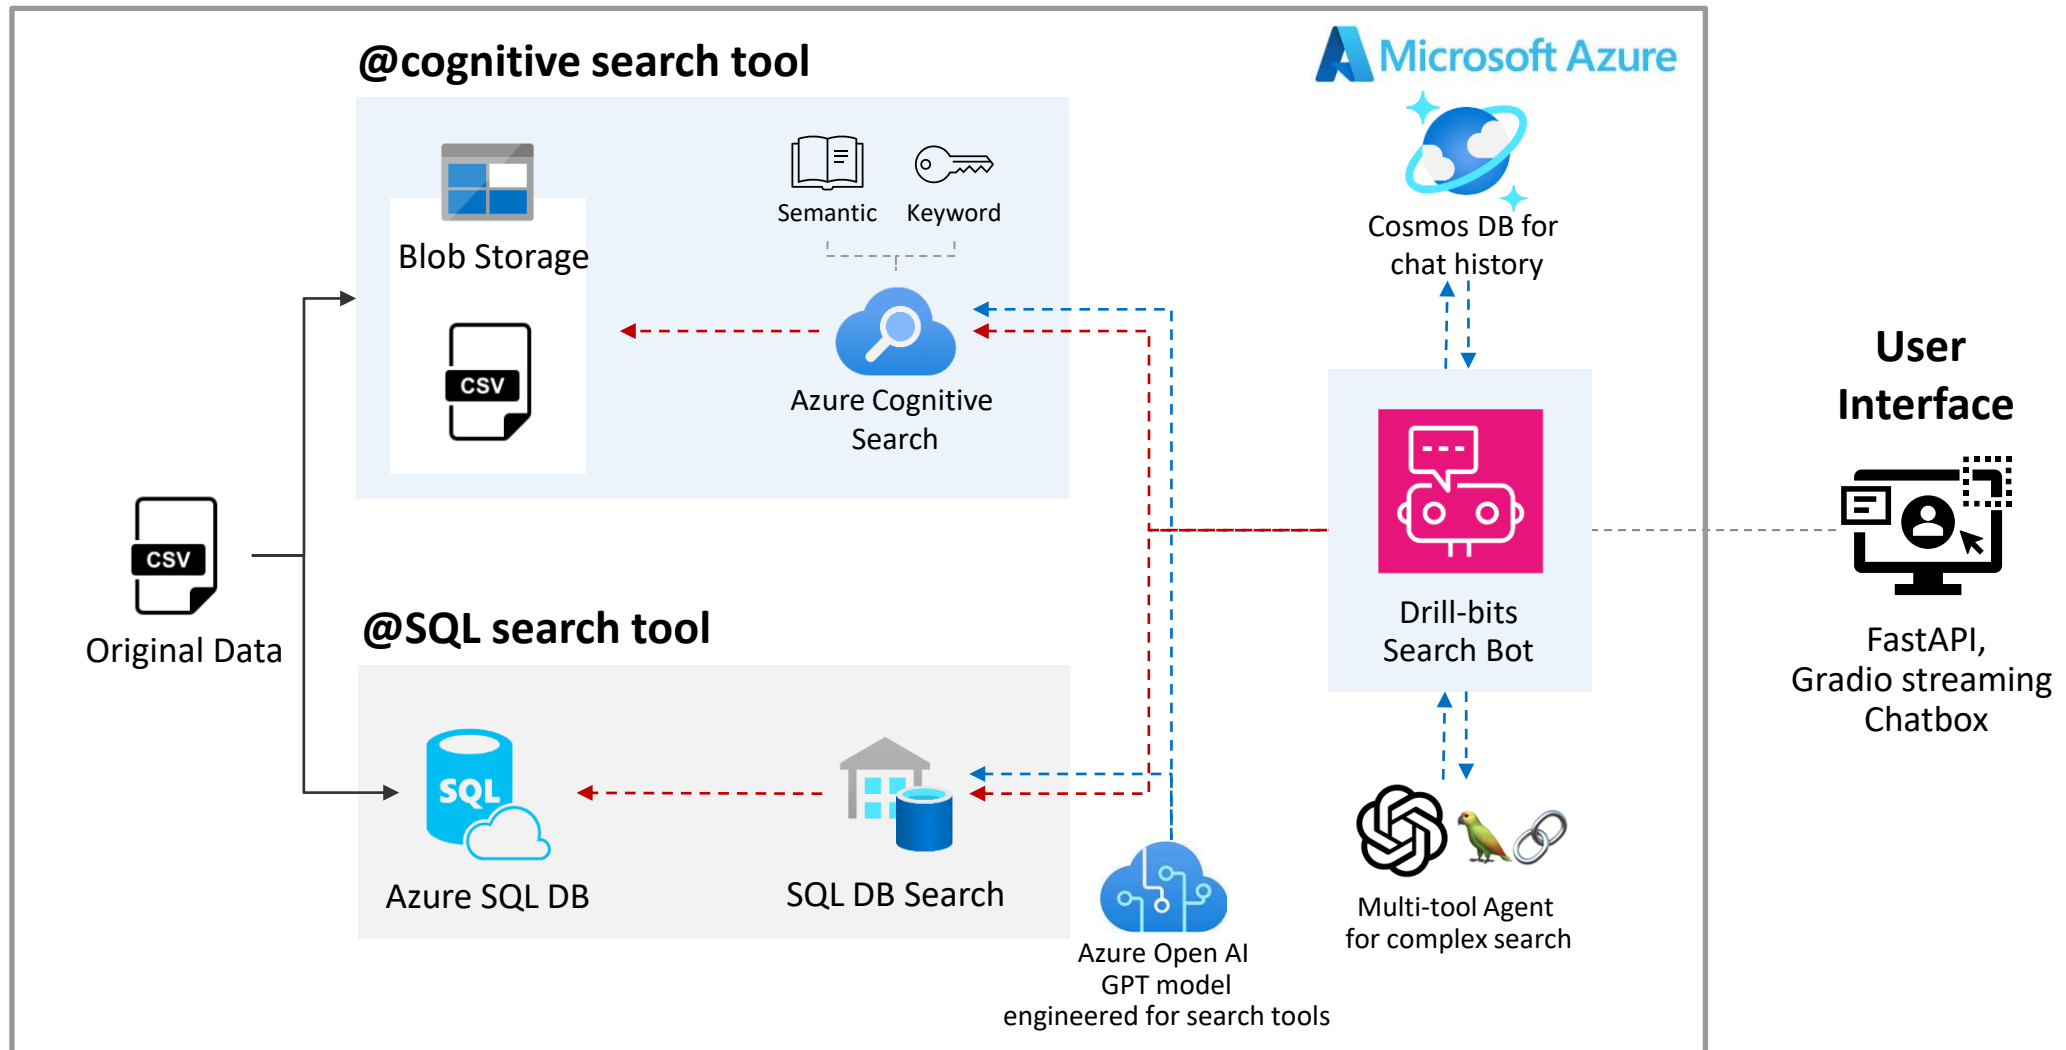 @cognitive search tool
Microsoft Azure
Semantic
Keyword
Blob Storage
CSV
Azure Cognitive
Search
Cosmos DB for
chat history
User
Interface
CSV
Original Data
@SQL search tool
SQL
Azure SQL DB
SQL DB Search
Drill-bits
Search Bot
FastAPI,
Gradio streaming
Chatbox
Azure Open AI
GPT model
engineered for search tools
Multi-tool Agent
for complex search